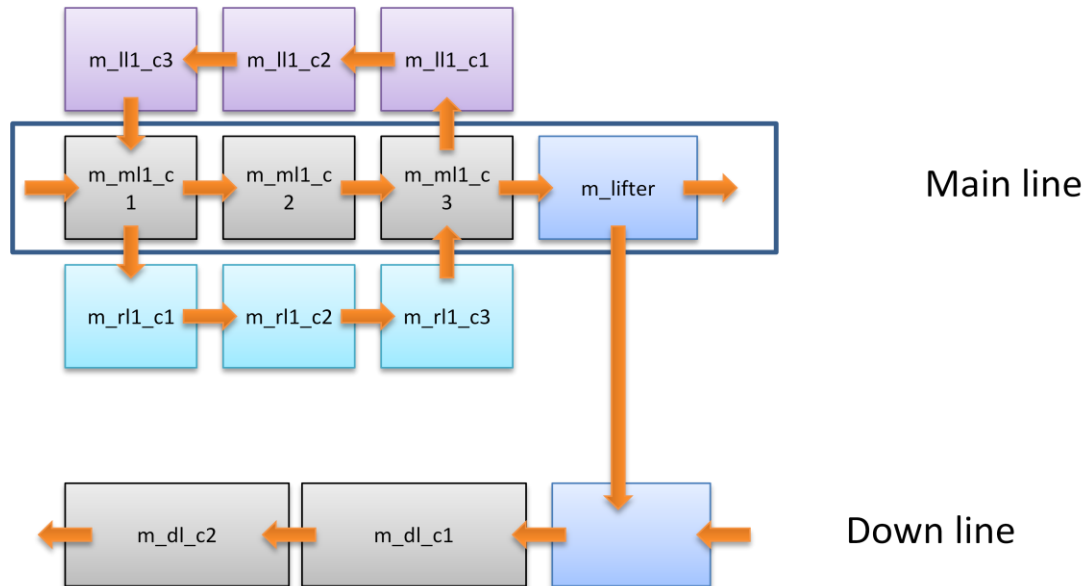 m_ll1_c3
m_ll1_c2
m_ll1_c1
m_ml1_c
1
m_ml1_c
2
m_ml1_c
3
m_lifter
Main line
m_rl1_c1
m_rl1_c2
m_rl1_c3
m_dl_c2
m_dl_c1
Down line